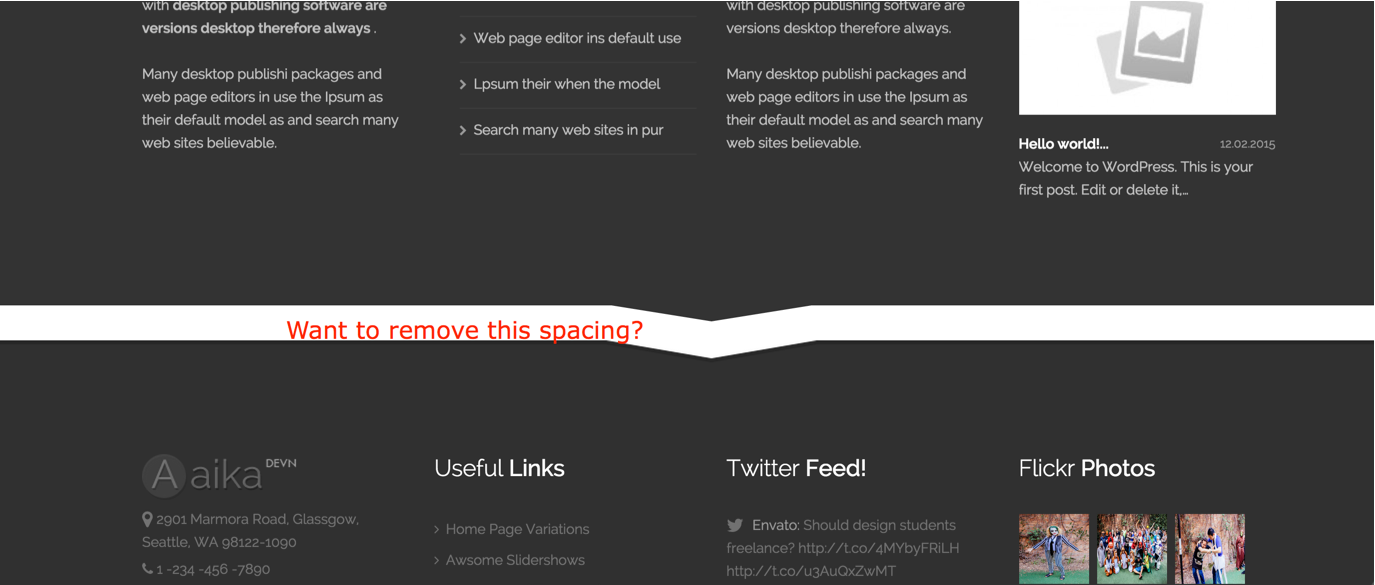 with desktop publishing software are
versions desktop therefore always .
Many desktop publishi packages and
web page editors in use the Ipsum as
their default model as and search many
web sites believable.
Web page editor ins default use
Lpsum their when the model
Search many web sites in pur
with desktop publishing software are
versions desktop therefore always.
Many desktop publishi packages and
web page editors in use the Ipsum as
their default model as and search many
web sites believable.
Hello world!... 12.02.2015
Welcome to WordPress. This is your
first post. Edit or delete it,...
Want to remove this spacing?
A aika DEVN
2901 Marmora Road, Glassgow,
Seattle, WA 98122-1090
1 -234 -456 -7890
Useful Links
Home Page Variations
Awsome Slidershows
Twitter Feed!
Envato: Should design students
freelance? http://t.co/4MYbyFRiLH
http://t.co/u3AuQxZwMT
Flickr Photos